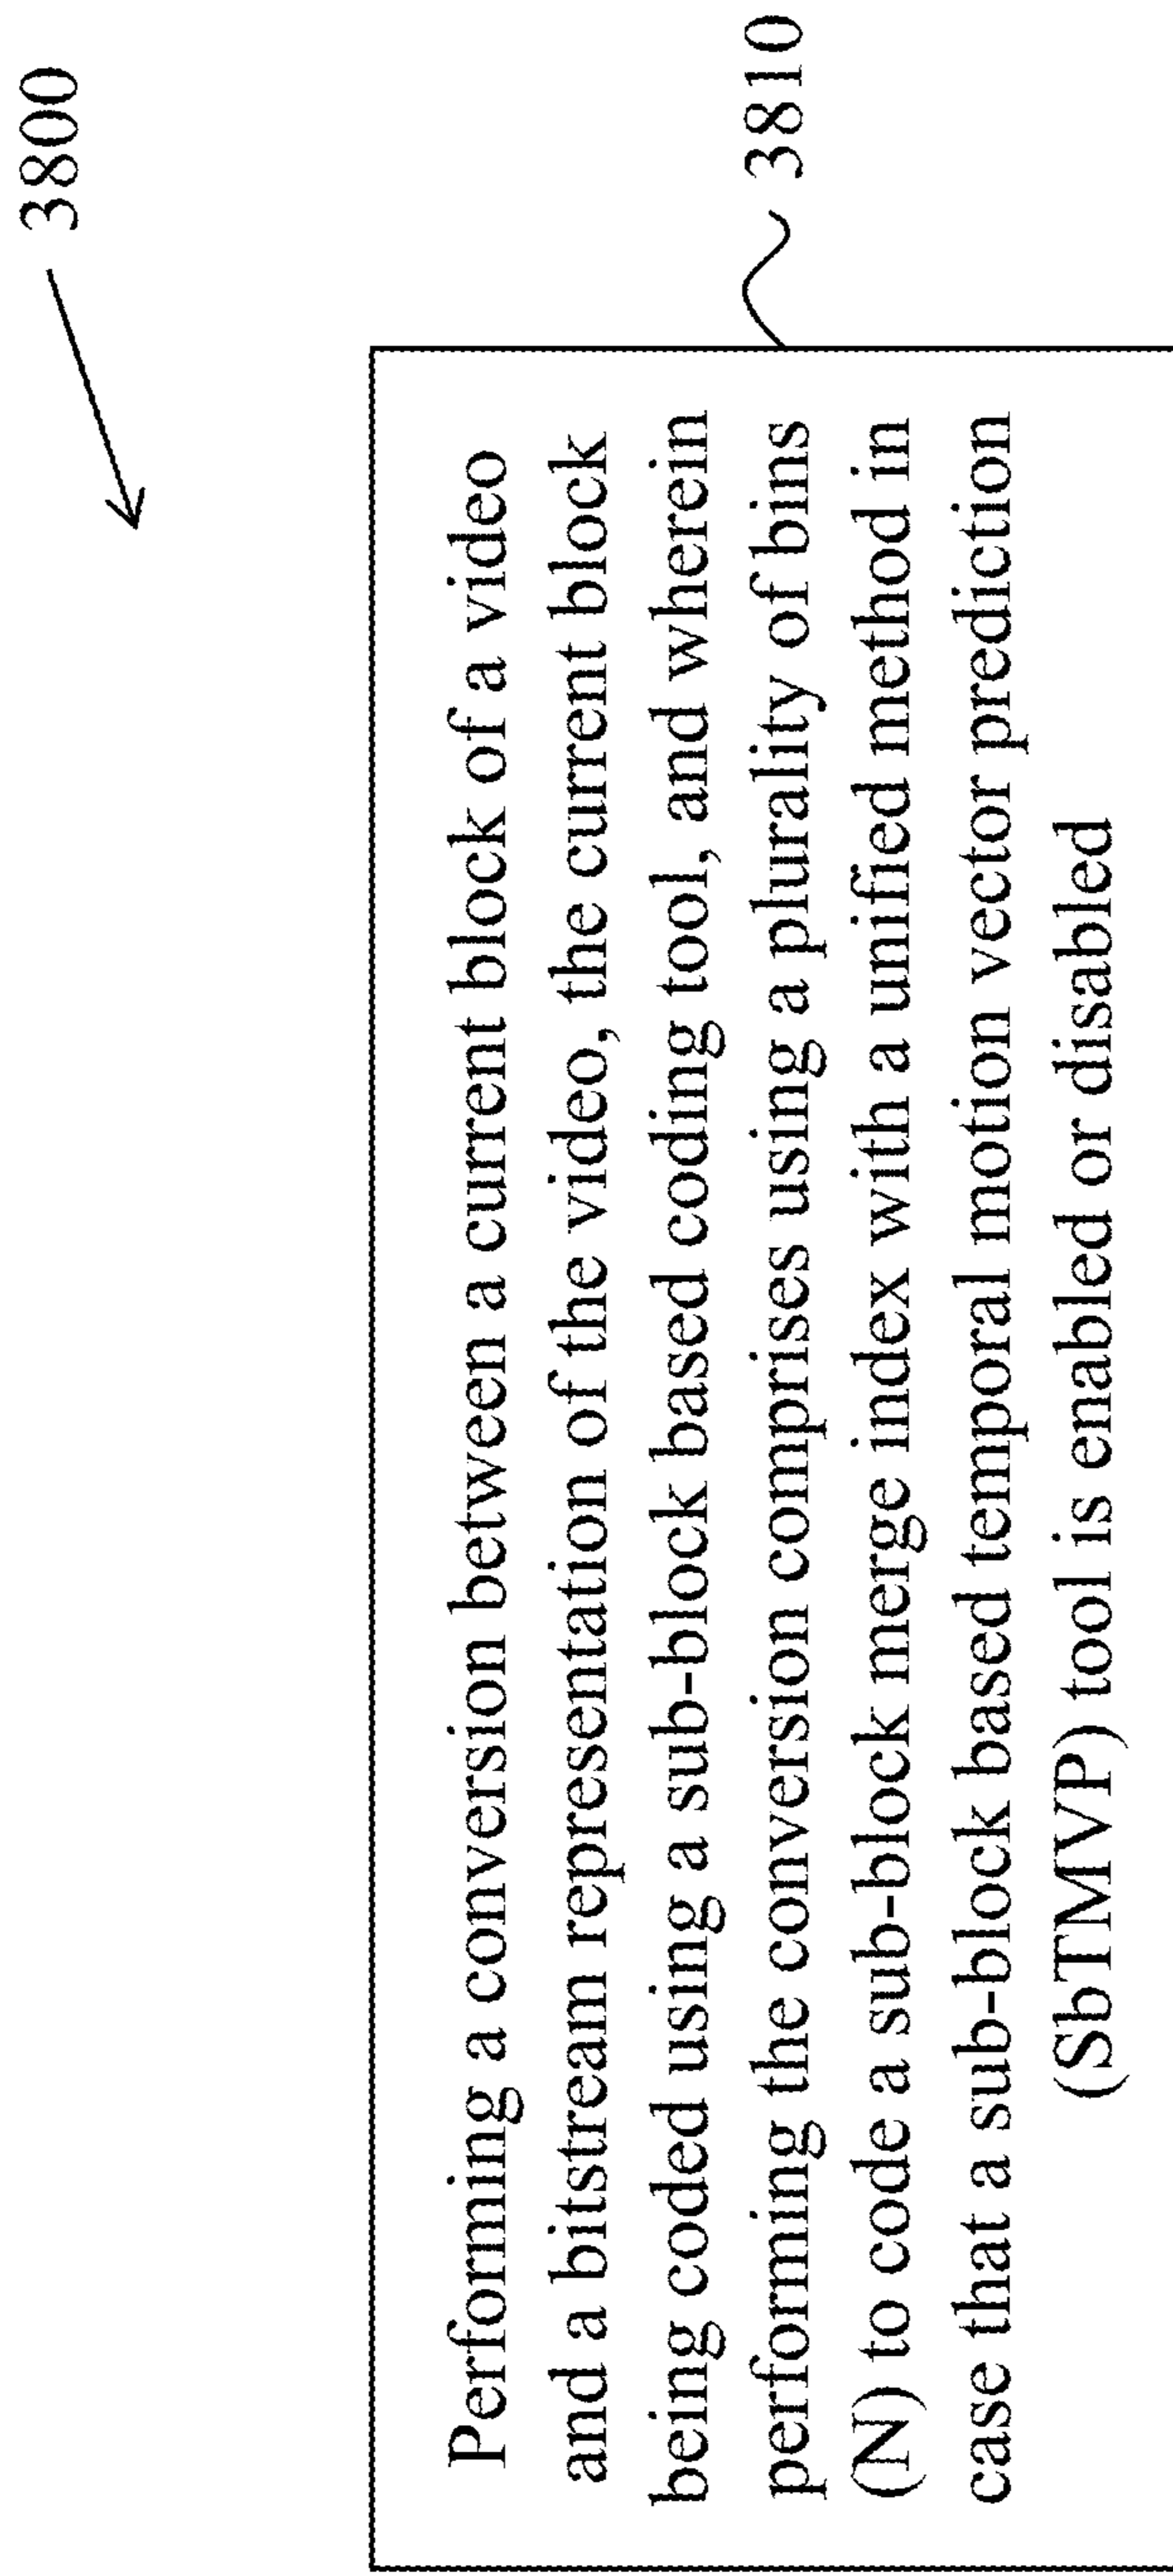 3800
Performing a conversion between a current block of a video
and a bitstream representation of the video, the current block
being coded using a sub-block based coding tool, and wherein
performing the conversion comprises using a plurality of bins
(N) to code a sub-block merge index with a unified method in
case that a sub-block based temporal motion vector prediction
(SbTMVP) tool is enabled or disabled
3810